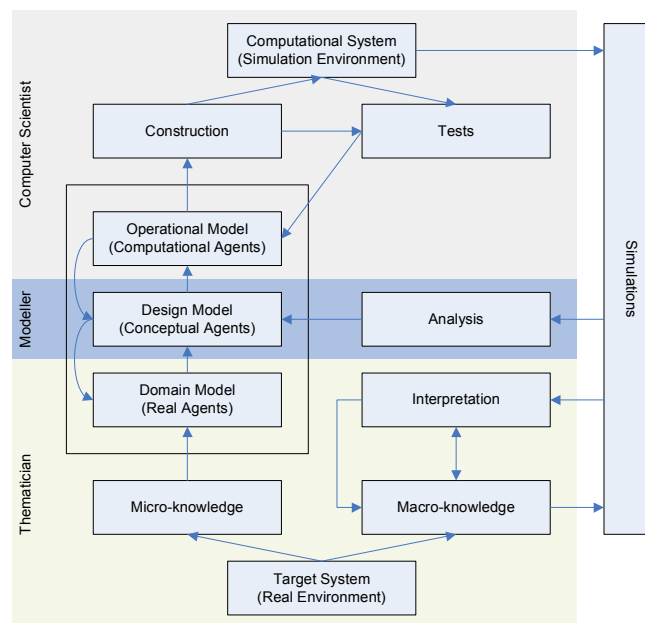 Computational System
(Simulation Environment)
Construction
Tests
Computer Scientist
Operational Model
(Computational Agents)
Modeller
Design Model
(Conceptual Agents)
Analysis
Simulations
Domain Model
(Real Agents)
Interpretation
Thematician
Micro-knowledge
Macro-knowledge
Target System
(Real Environment)